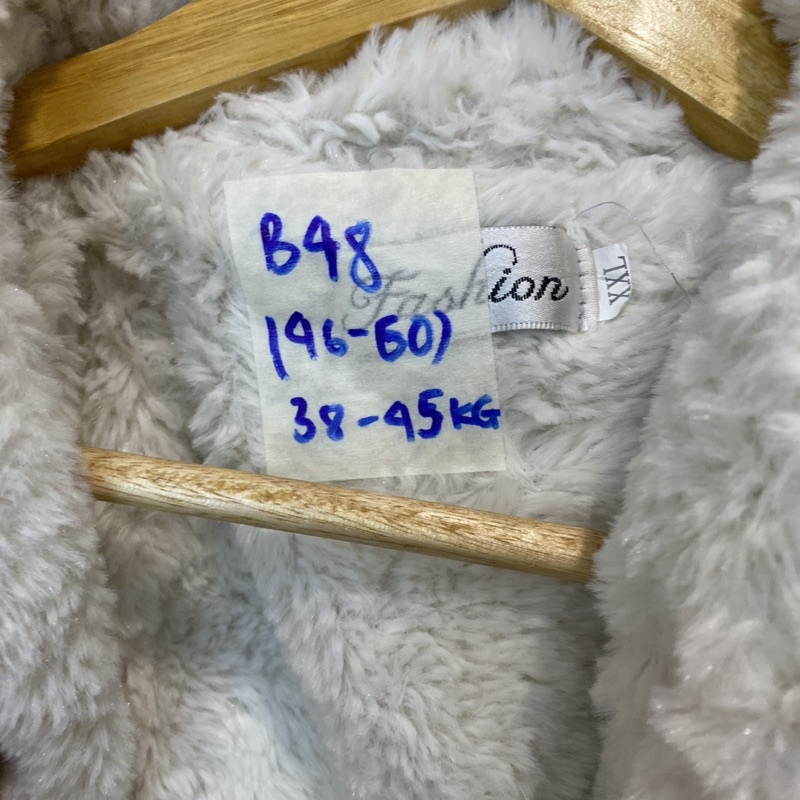 B48
Fashion
XXL
(46-50)
38-45KG